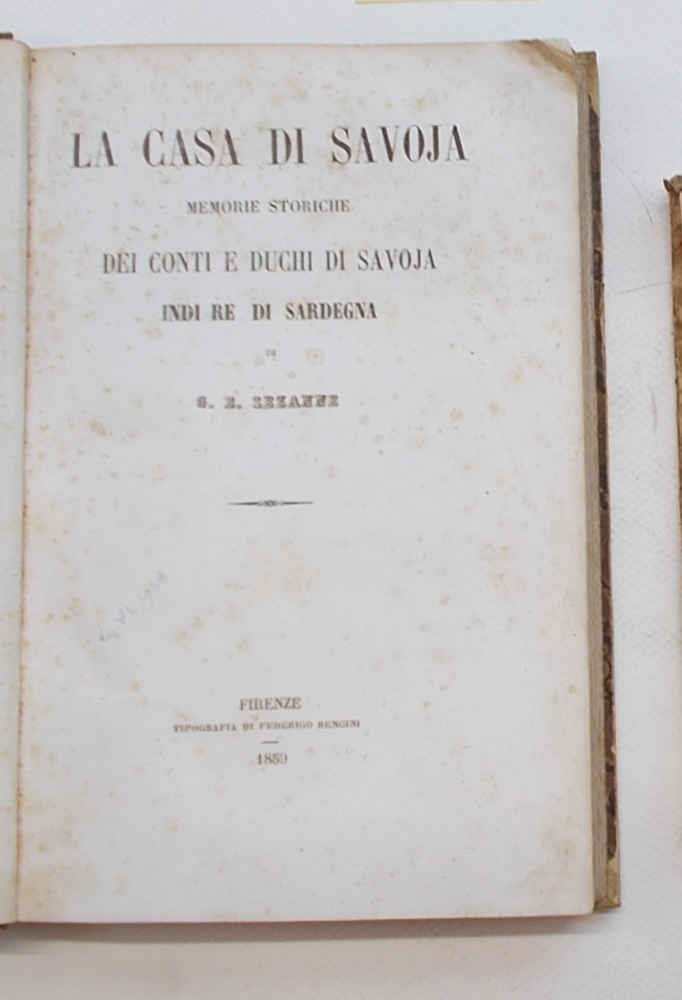 LA CASA DI SAVOJA
MEMORIE STORICHE
DEI CONTI E DUCHI DI SAVOJA
INDI RE DI SARDEGNA
DI
G. E. SEZANNE
FIRENZE
TIPOGRAFIA DI FEDERIGO BENCINI
1859